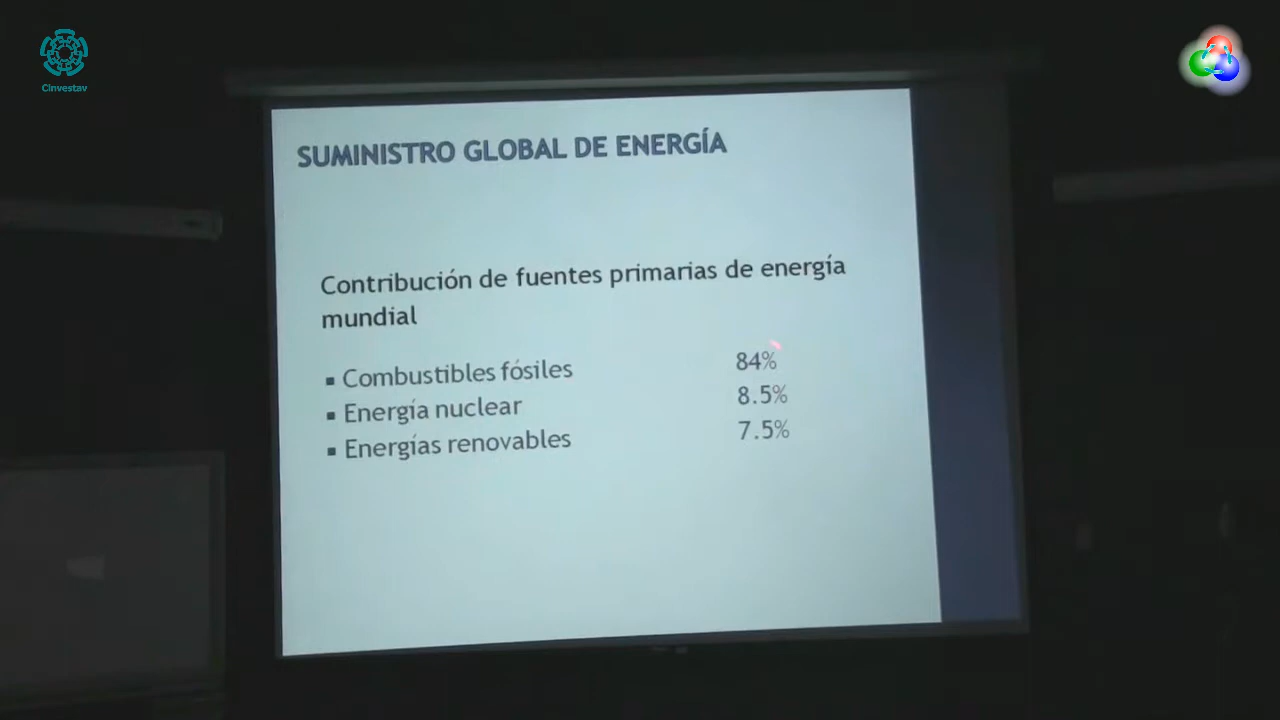 Cinvestav
SUMINISTRO GLOBAL DE ENERGÍA
Contribución de fuentes primarias de energía
mundial
▪ Combustibles fósiles 84%
▪ Energía nuclear 8.5%
▪ Energías renovables 7.5%